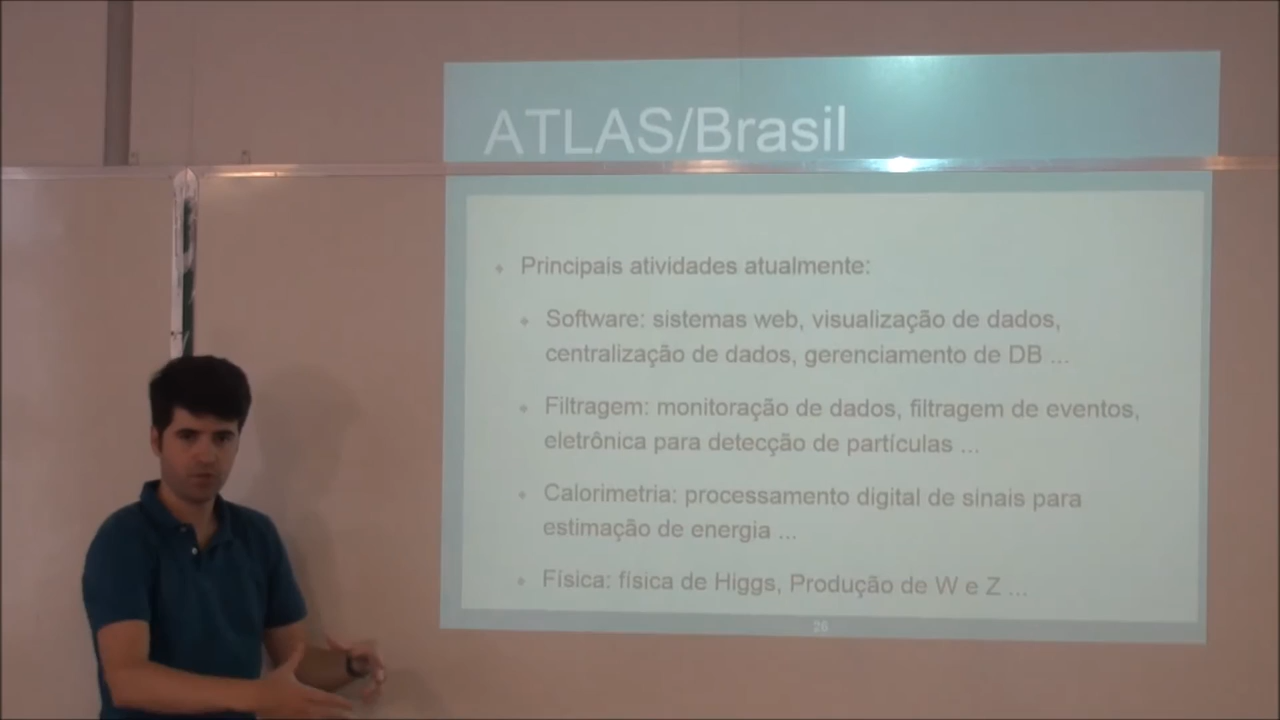 ATLAS/Brasil
Principais atividades atualmente:
Software: sistemas web, visualização de dados,
centralização de dados, gerenciamento de DB ...
Filtragem: monitoração de dados, filtragem de eventos,
eletrônica para detecção de partículas ...
Calorimetria: processamento digital de sinais para
estimação de energia ...
Física: física de Higgs, Produção de W e Z ...
26